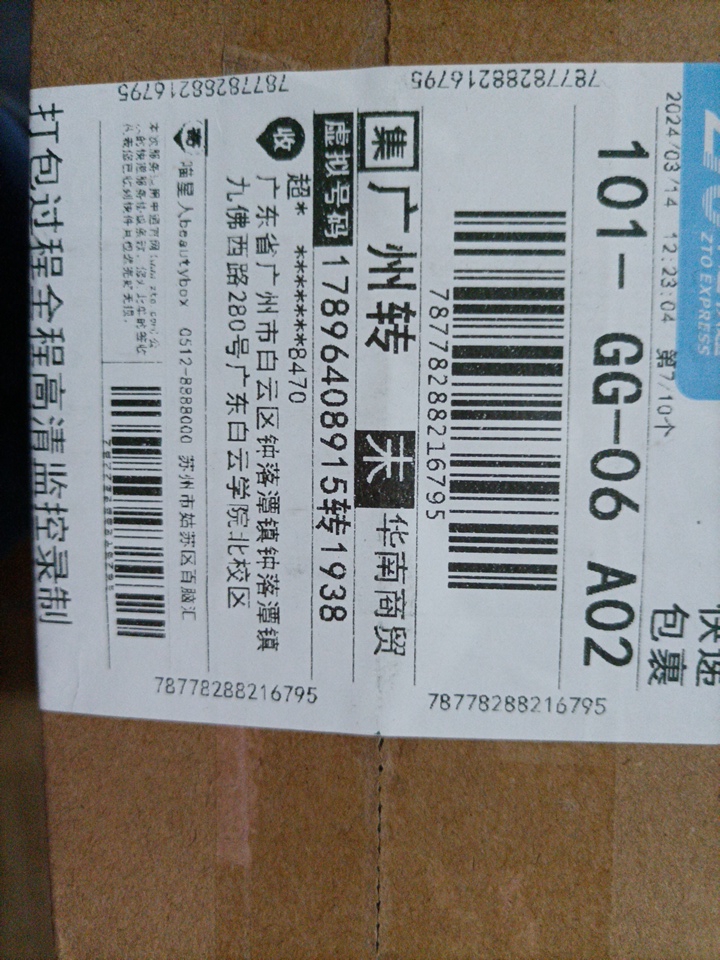 ZTO EXPRESS
快递
包裹
2024/03/14 12:23:04 第7/10个
101- GG-06 A02
78778288216795
78778288216795
78778288216795
集 广州转 末 华南商贸
虚拟号码 17896408915转1938
收 超* *******8470
广东省广州市白云区钟落潭镇钟落潭镇
九佛西路280号广东白云学院北校区
78778288216795
78778288216795
寄 喵星人beautybox 0512-8888000 苏州市姑苏区百脑汇
78778288216795
打包过程全程高清监控录制